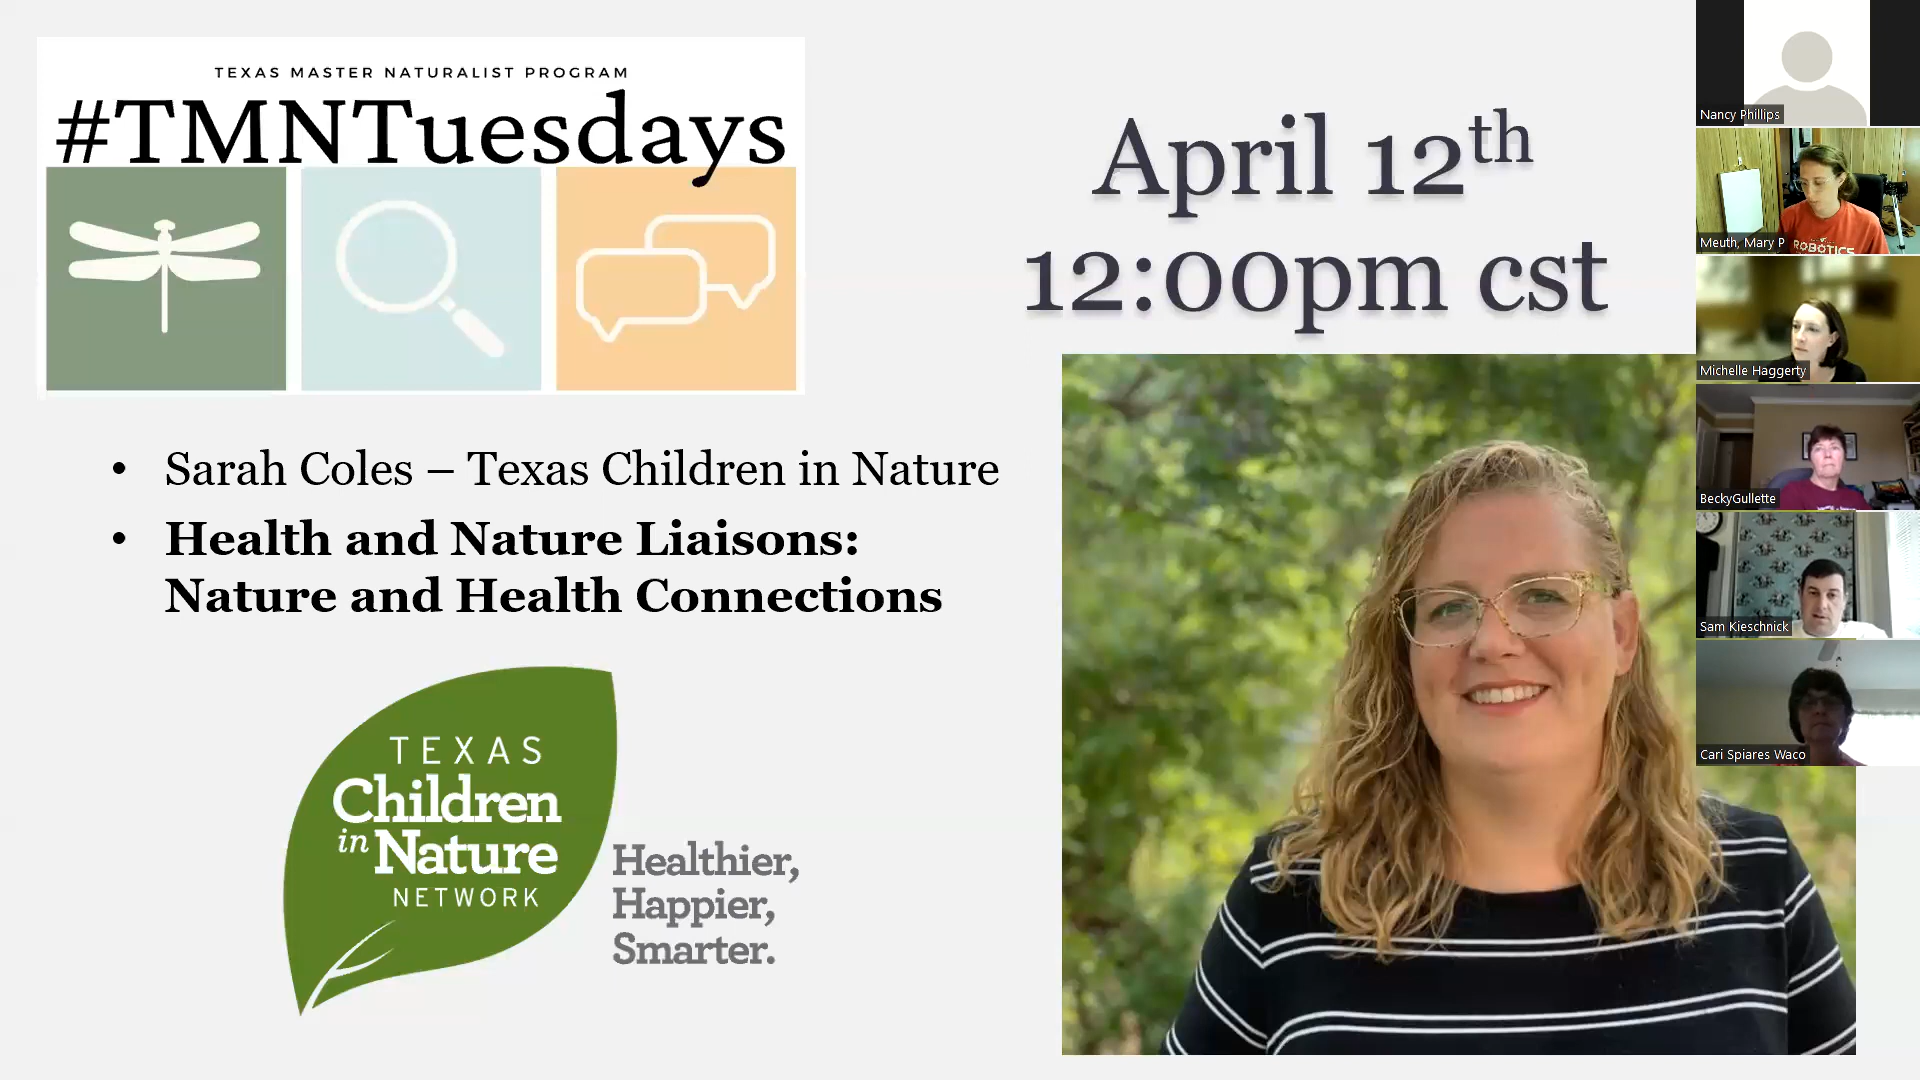 TEXAS MASTER NATURALIST PROGRAM
#TMNTuesdays
April 12th
12:00pm cst
• Sarah Coles – Texas Children in Nature
• Health and Nature Liaisons:
Nature and Health Connections
TEXAS
Children
in Nature
NETWORK
Healthier,
Happier,
Smarter.
Nancy Phillips
ROBOTICS
Meuth, Mary P
Michelle Haggerty
BeckyGullette
Sam Kieschnick
Cari Spiares Waco